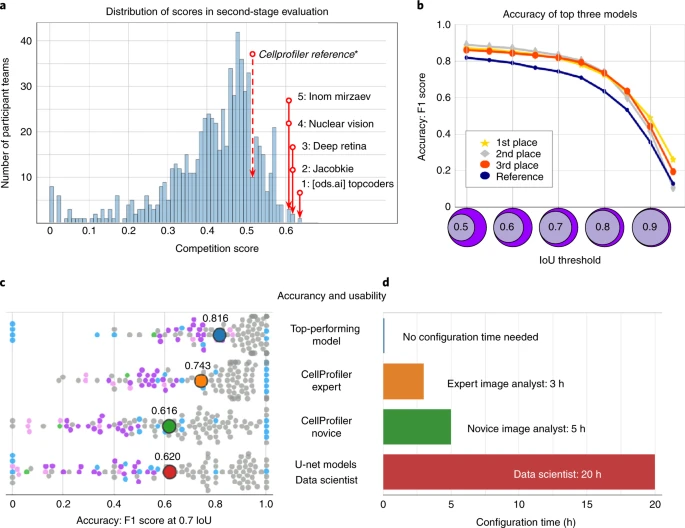 a
Distribution of scores in second-stage evaluation
Number of participant teams
40
30
20
10
Cellprofiler reference*
5: Inom mirzaev
4: Nuclear vision
3: Deep retina
2: Jacobkie
1: [ods.ai] topcoders
0 0.1 0.2 0.3 0.4 0.5 0.6
Competition score
b
Accuracy of top three models
Accuracy: F1 score
1.0
0.8
0.6
0.4
0.2
0
1st place
2nd place
3rd place
Reference
0.5 0.6 0.7 0.8 0.9
IoU threshold
c
Accurancy and usability
d
0.816
0.743
0.616
0.620
0 0.2 0.4 0.6 0.8 1.0
Accuracy: F1 score at 0.7 IoU
Top-performing
model
CellProfiler
expert
CellProfiler
novice
U-net models
Data scientist
No configuration time needed
Expert image analyst: 3 h
Novice image analyst: 5 h
Data scientist: 20 h
0 5 10 15 20
Configuration time (h)